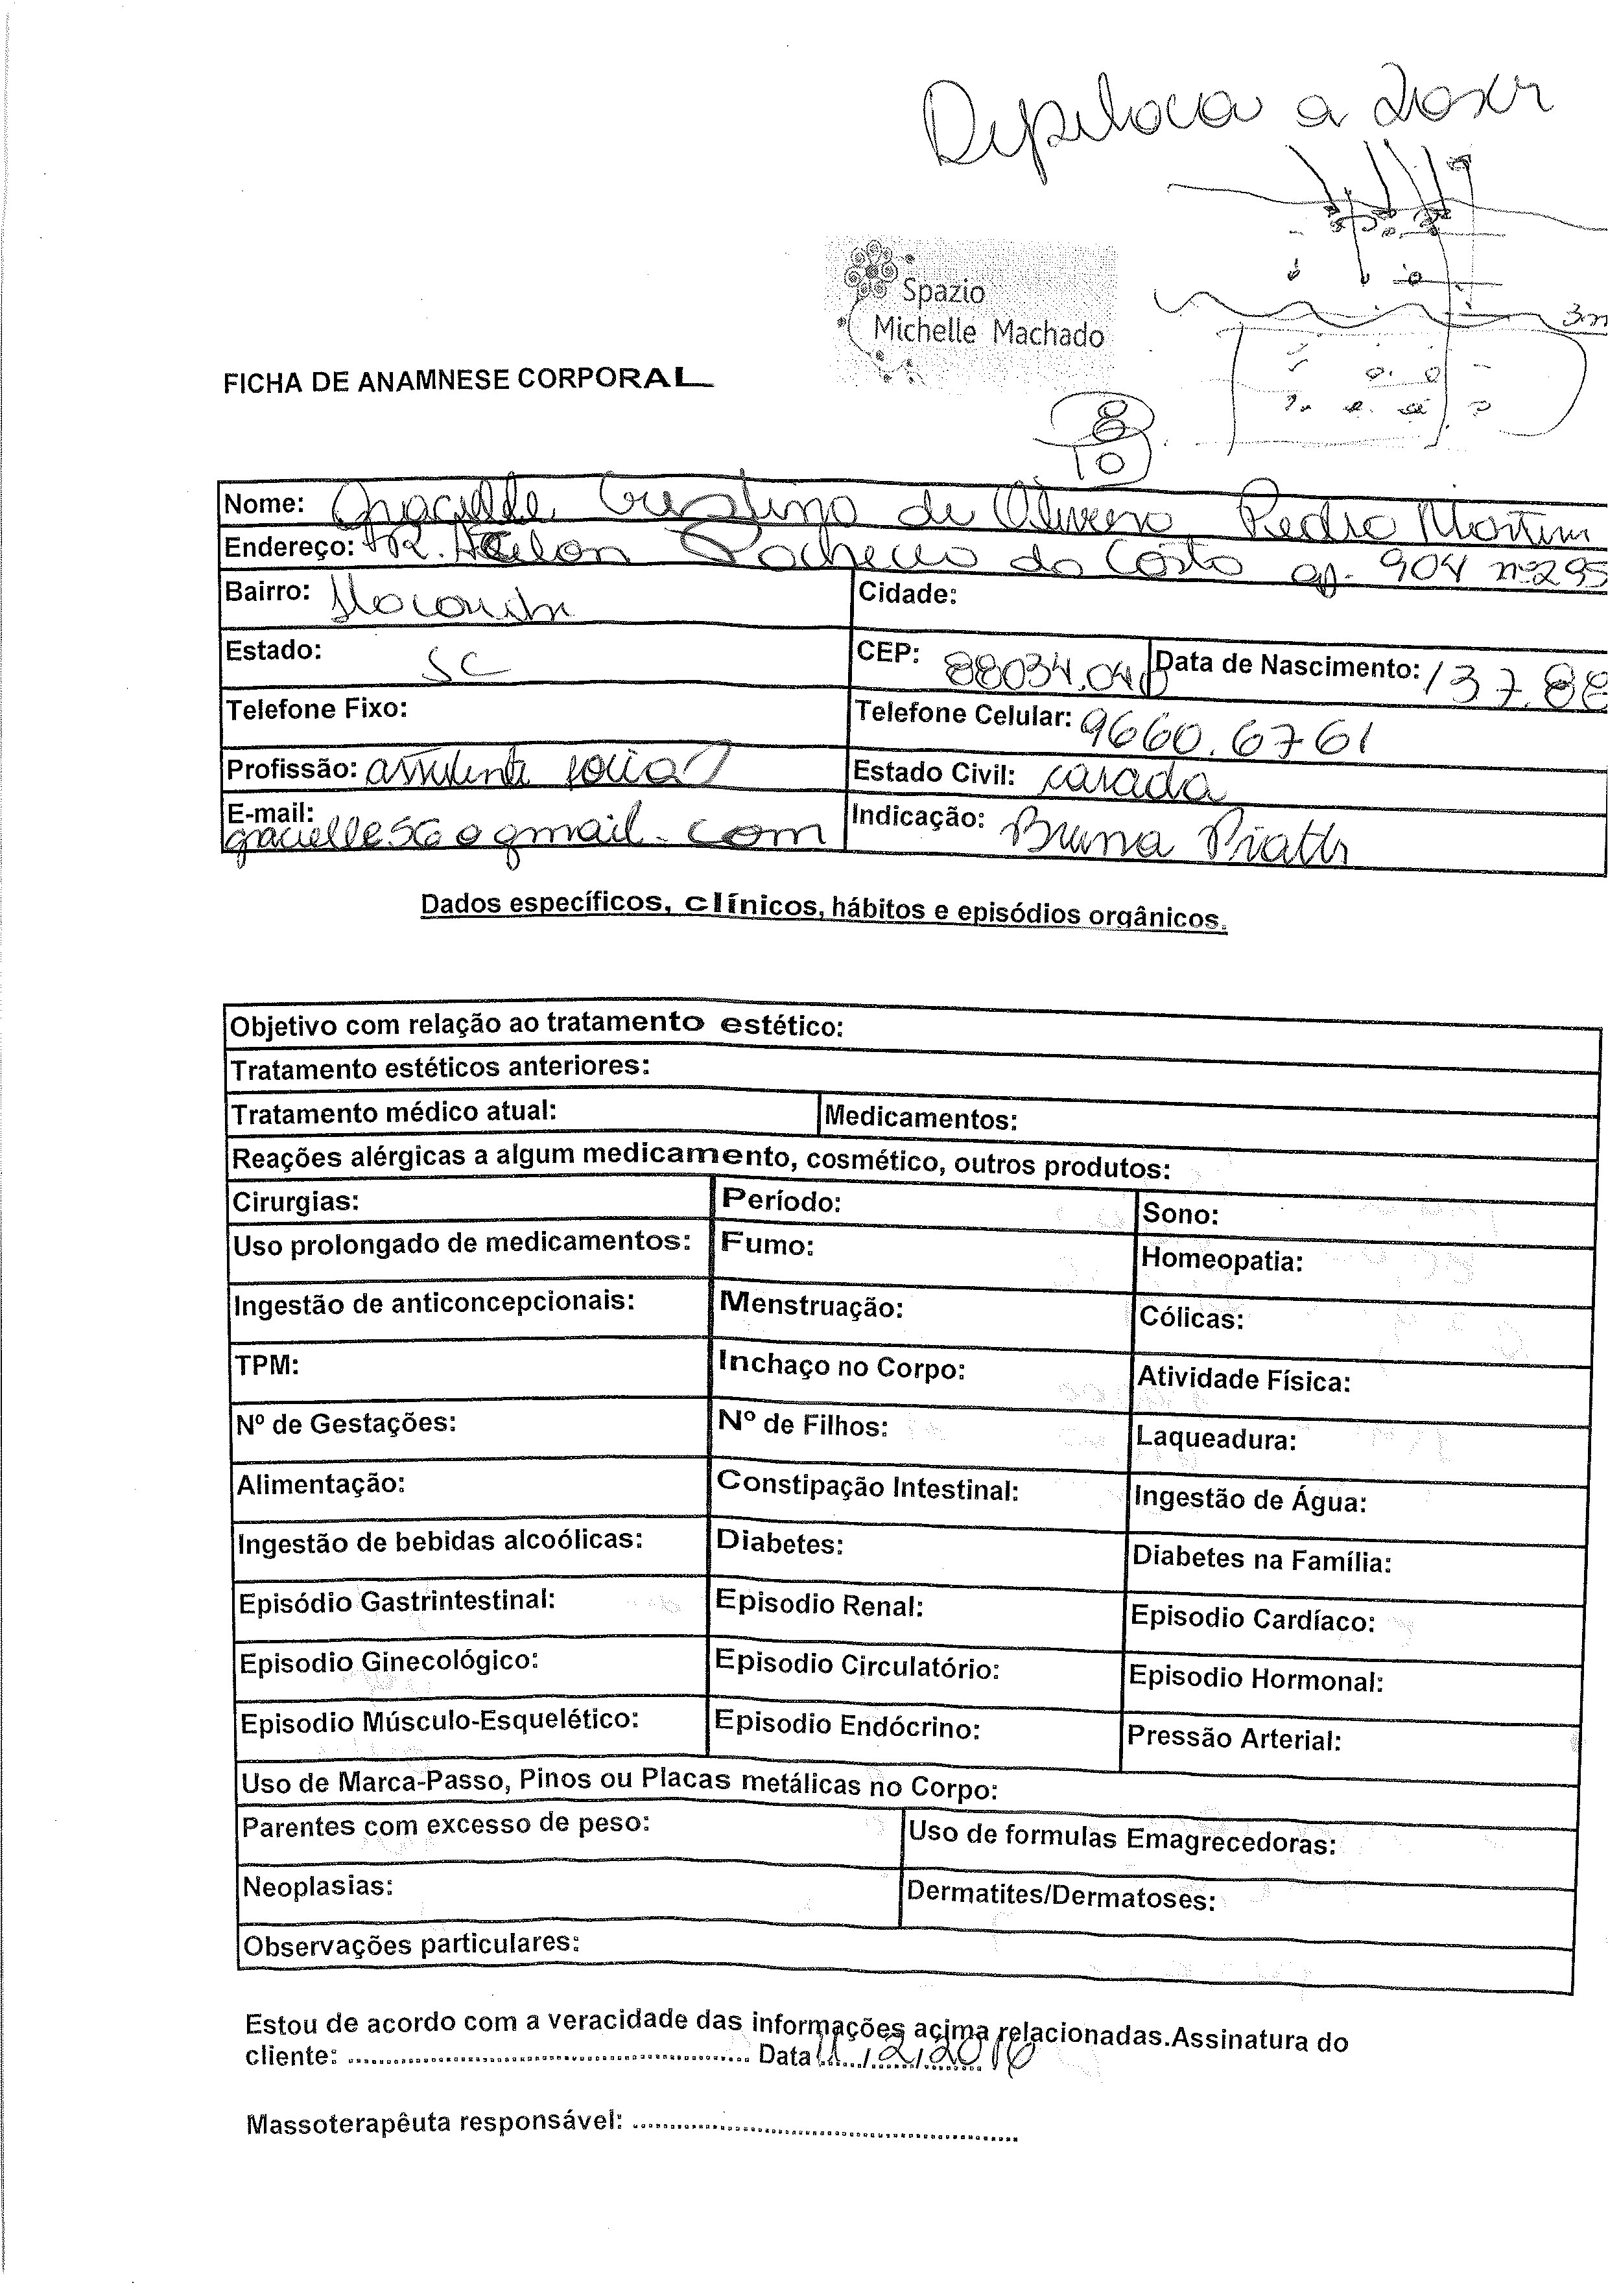 Depilaca a Laser
Spazio
Michelle Machado
3m
FICHA DE ANAMNESE CORPORAL
8
10
Nome: Gracielle Cristina de Oliveira Pedro Martins
Endereço: R. Pacheco da Costa ap. 904 nº 295
Bairro: Cidade:
Estado: SC CEP: 88034.040 Data de Nascimento: 13.7.88
Telefone Fixo: Telefone Celular: 9660.6761
Profissão: assistente social Estado Civil: casada
E-mail: gracielle56@gmail.com Indicação: Bruna Piatti
Dados específicos, clínicos, hábitos e episódios orgânicos.
Objetivo com relação ao tratamento estético:
Tratamento estéticos anteriores:
Tratamento médico atual: Medicamentos:
Reações alérgicas a algum medicamento, cosmético, outros produtos:
Cirurgias: Período: Sono:
Uso prolongado de medicamentos: Fumo: Homeopatia:
Ingestão de anticoncepcionais: Menstruação: Cólicas:
TPM: Inchaço no Corpo: Atividade Física:
Nº de Gestações: Nº de Filhos: Laqueadura:
Alimentação: Constipação Intestinal: Ingestão de Água:
Ingestão de bebidas alcoólicas: Diabetes: Diabetes na Família:
Episódio Gastrintestinal: Episodio Renal: Episodio Cardíaco:
Episodio Ginecológico: Episodio Circulatório: Episodio Hormonal:
Episodio Músculo-Esquelético: Episodio Endócrino: Pressão Arterial:
Uso de Marca-Passo, Pinos ou Placas metálicas no Corpo:
Parentes com excesso de peso: Uso de formulas Emagrecedoras:
Neoplasias: Dermatites/Dermatoses:
Observações particulares:
Estou de acordo com a veracidade das informações acima relacionadas.Assinatura do
cliente: ........................................ Data 11/2/2016
Massoterapêuta responsável: ........................................